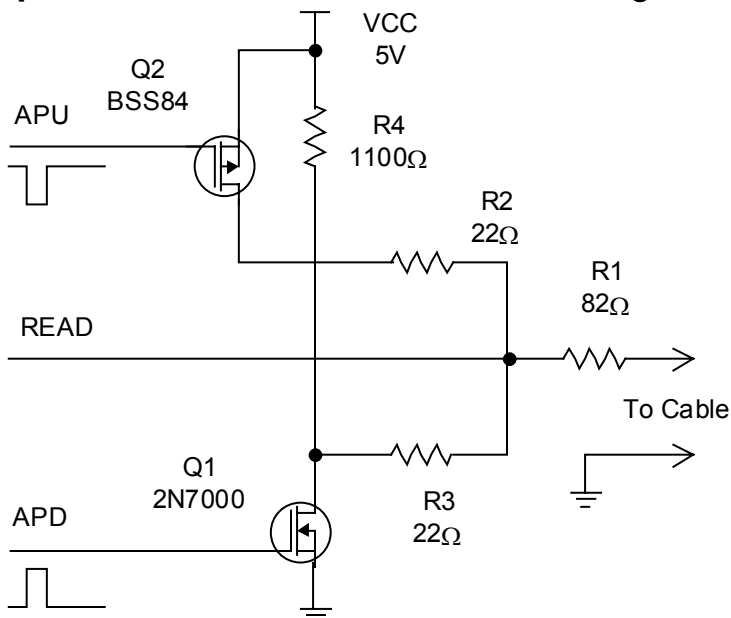 VCC
5V
Q2
BSS84
APU
R4
1100Ω
R2
22Ω
R1
82Ω
READ
To Cable
Q1
2N7000
R3
22Ω
APD